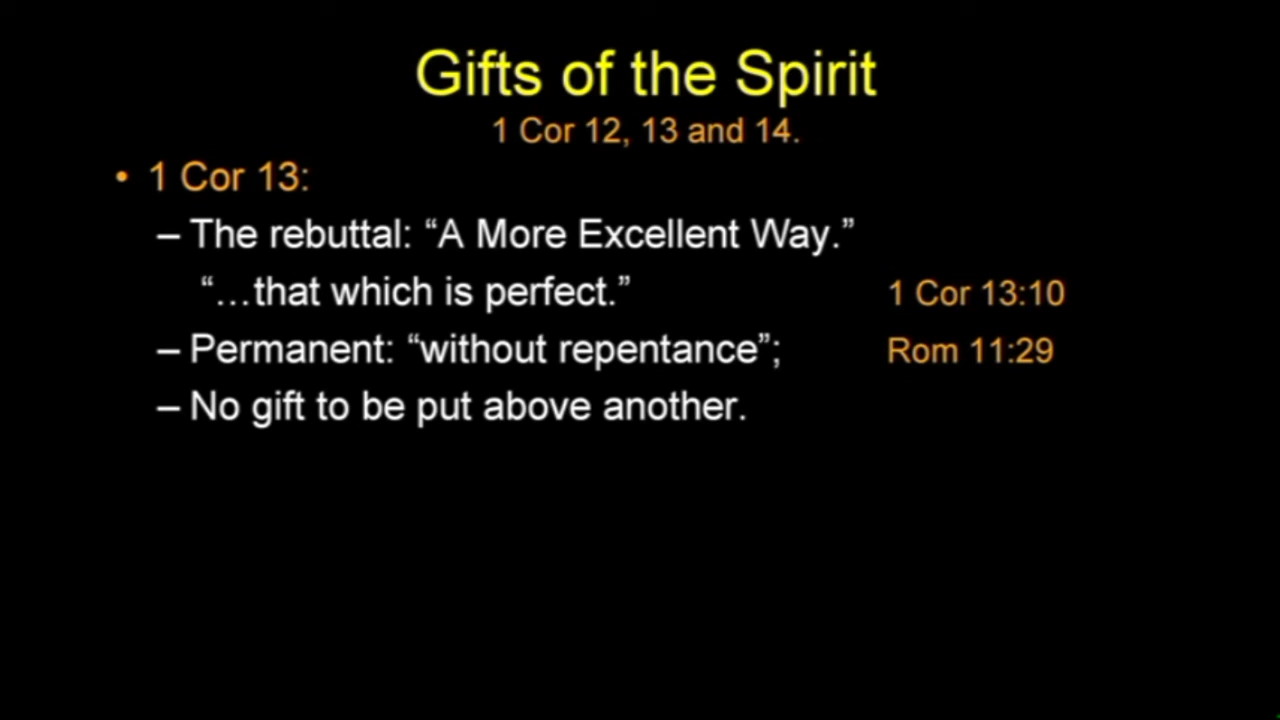 Gifts of the Spirit
1 Cor 12, 13 and 14.
• 1 Cor 13:
– The rebuttal: “A More Excellent Way.”
“…that which is perfect.” 1 Cor 13:10
– Permanent: “without repentance”; Rom 11:29
– No gift to be put above another.